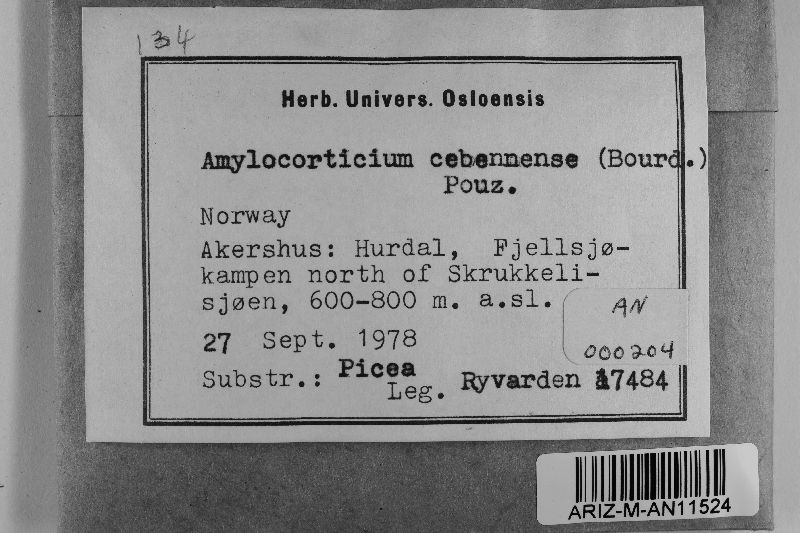 134
Herb. Univers. Osloensis
Amylocorticium cebennense (Bourd.)
Pouz.
Norway
Akershus: Hurdal, Fjellsjø-
kampen north of Skrukkeli-
sjøen, 600-800 m. a.sl.
AN
000204
27 Sept. 1978
Substr.: Picea
Leg. Ryvarden 17484
ARIZ-M-AN11524